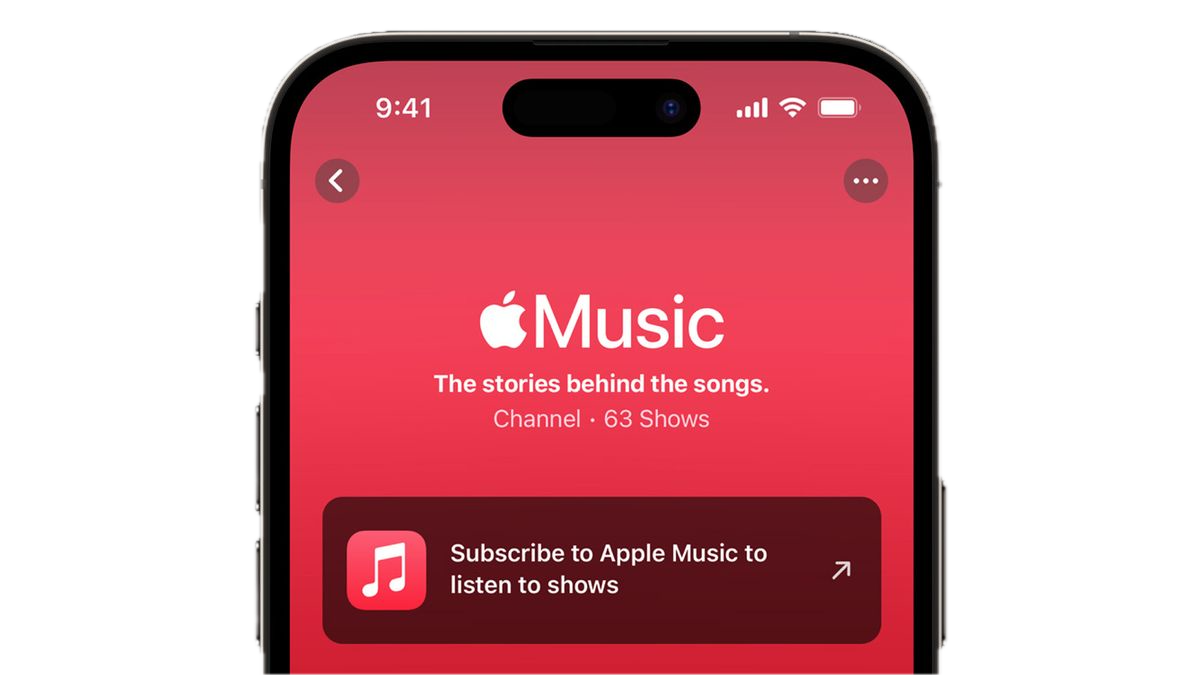 9:41
Music
The stories behind the songs.
Channel · 63 Shows
Subscribe to Apple Music to
listen to shows